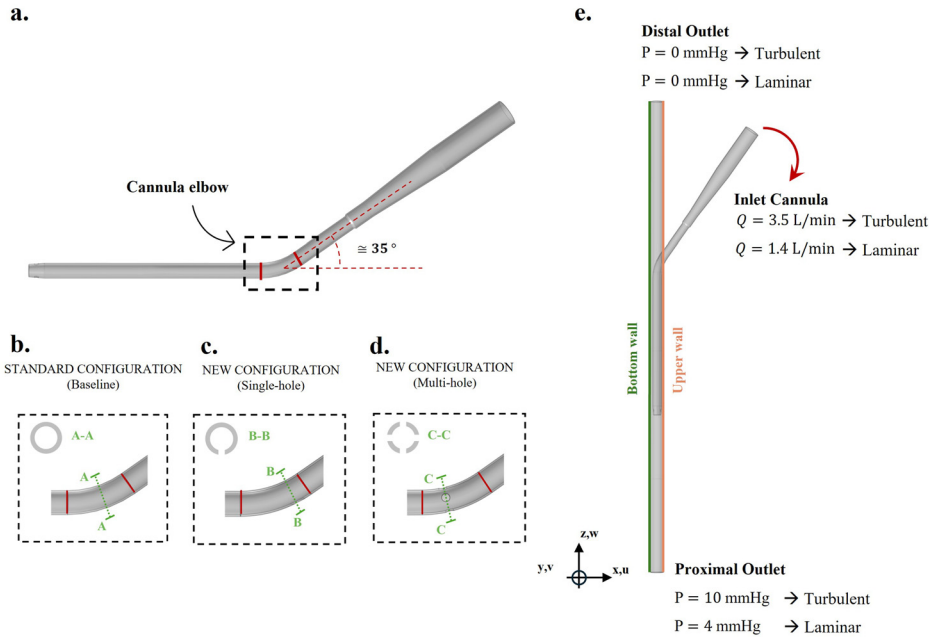 a.
Cannula elbow
≅ 35 °
b.
STANDARD CONFIGURATION
(Baseline)
A-A
A
A
c.
NEW CONFIGURATION
(Single-hole)
B-B
B
B
d.
NEW CONFIGURATION
(Multi-hole)
C-C
C
C
e.
Distal Outlet
P = 0 mmHg → Turbulent
P = 0 mmHg → Laminar
Inlet Cannula
Q = 3.5 L/min → Turbulent
Q = 1.4 L/min → Laminar
Bottom wall
Upper wall
z,w
y,v
x,u
Proximal Outlet
P = 10 mmHg → Turbulent
P = 4 mmHg → Laminar